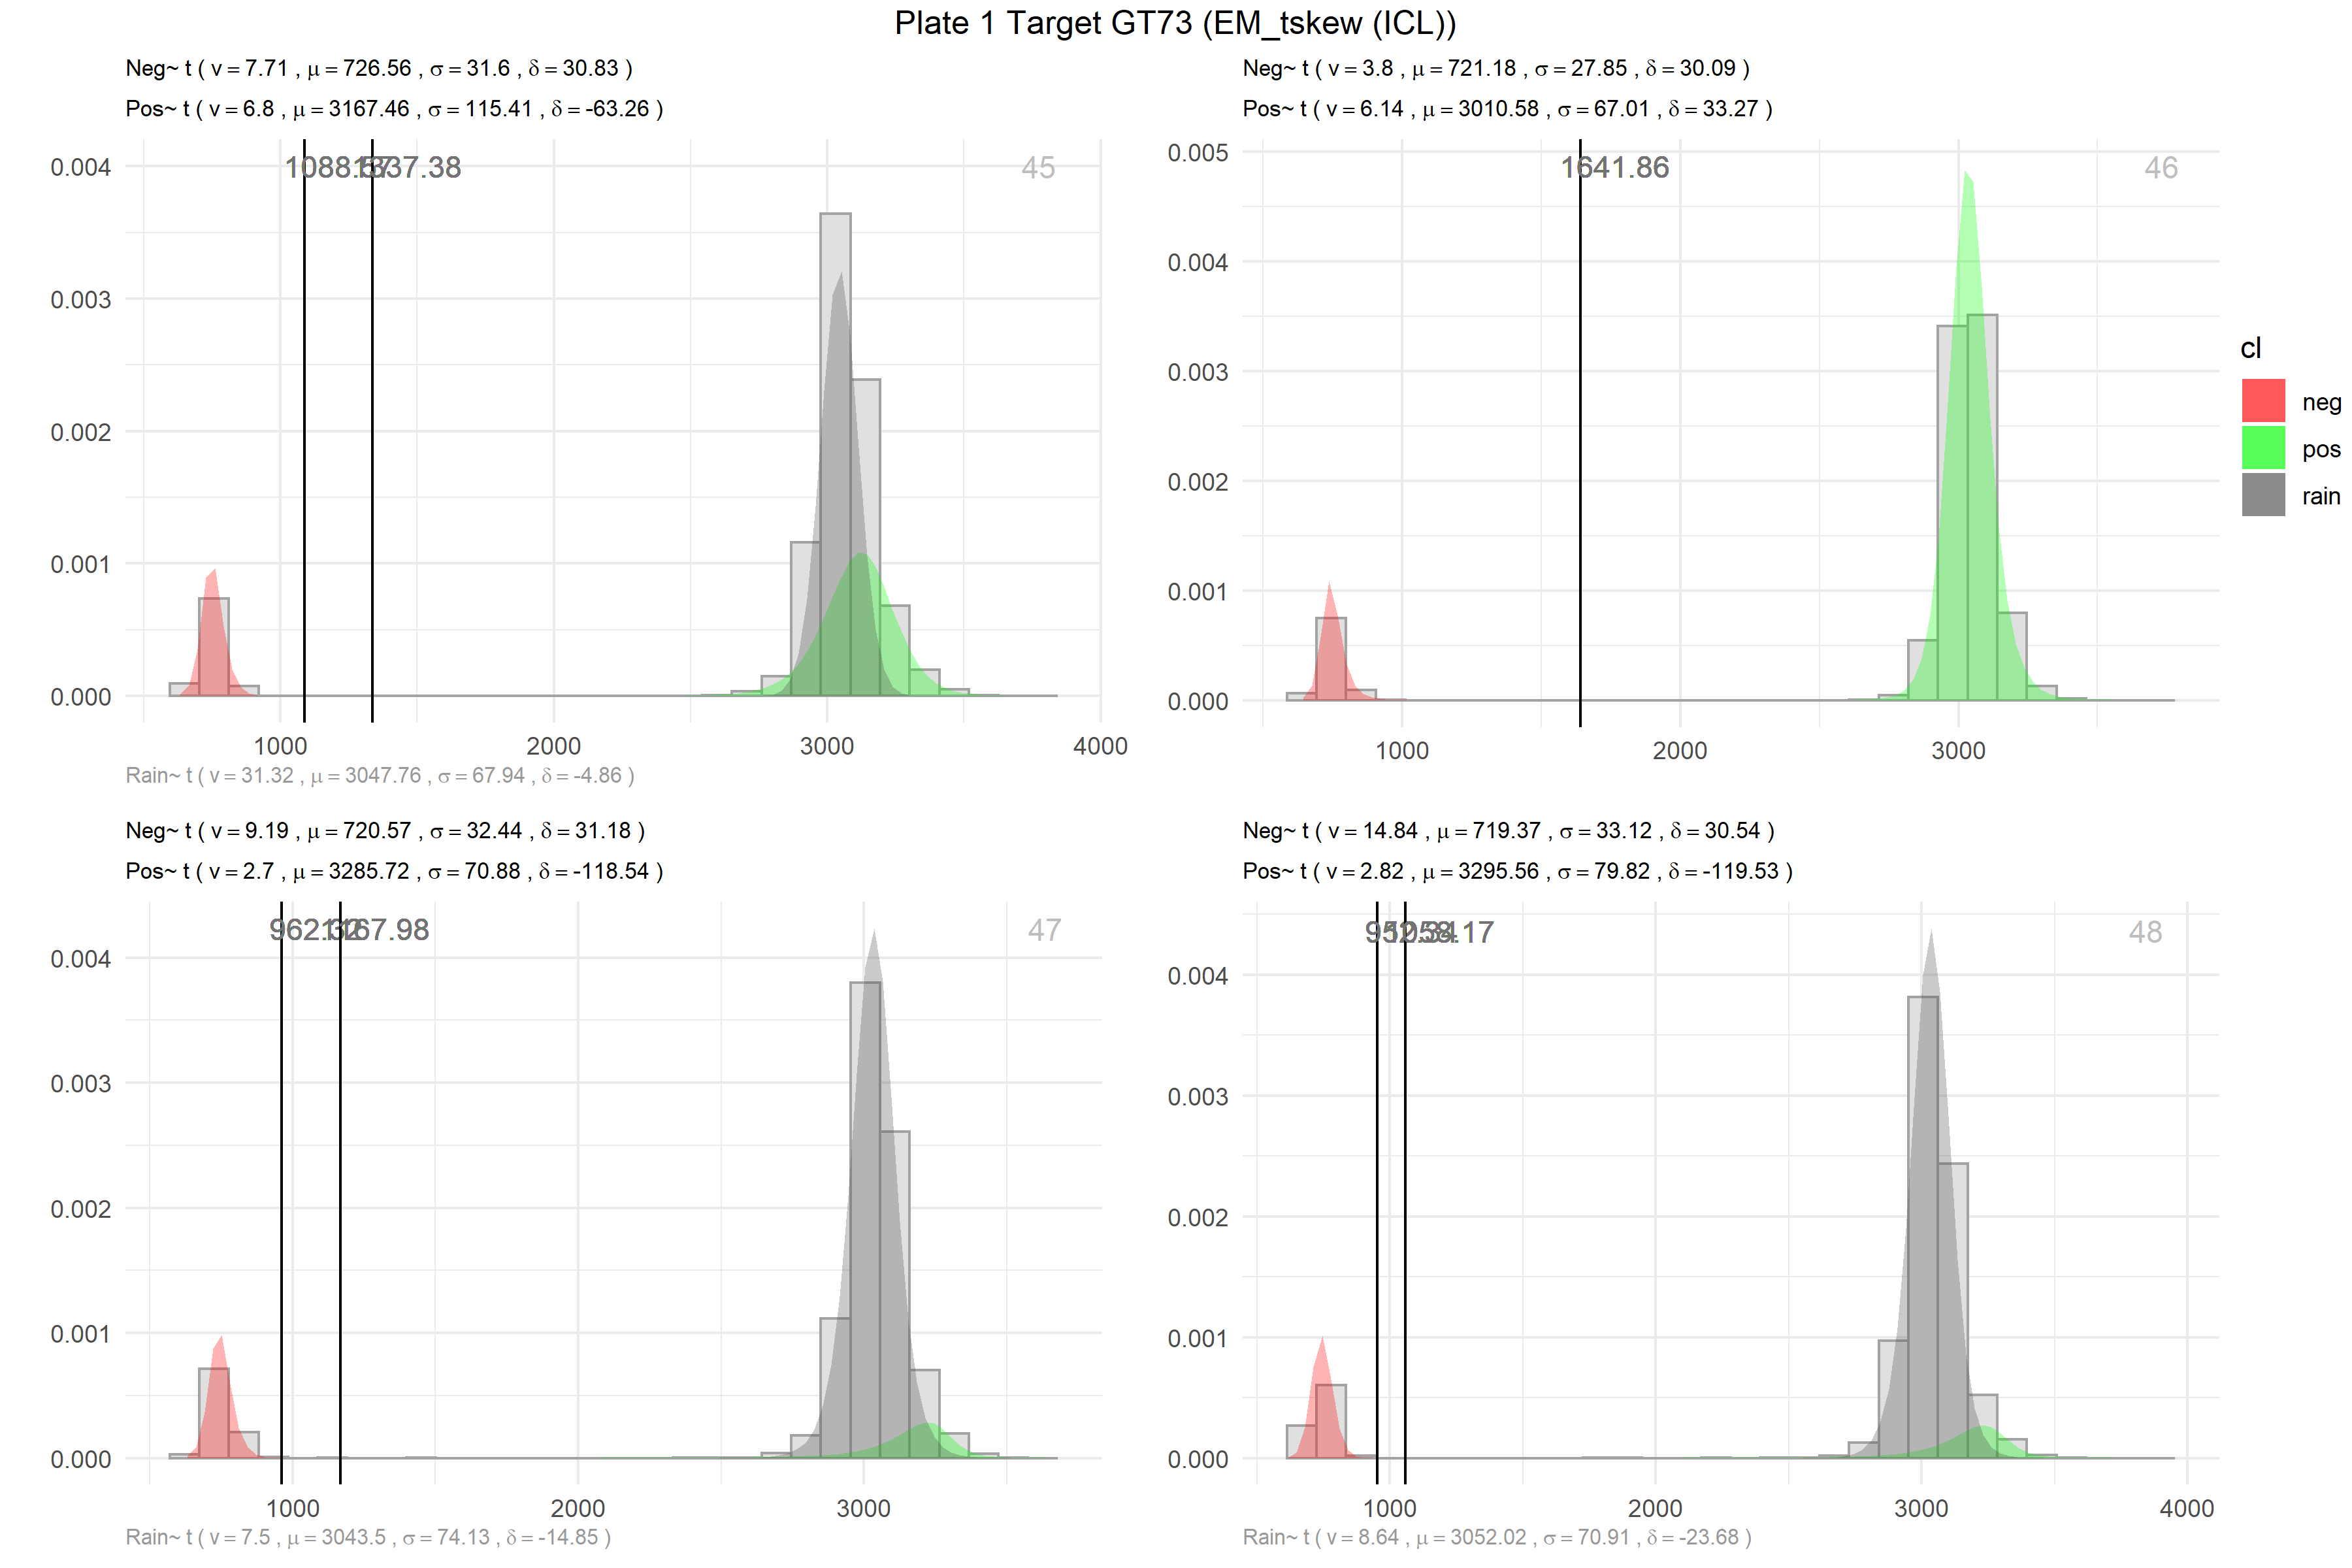 Plate 1 Target GT73 (EM_tskew (ICL))
Neg~ t ( v = 7.71 , μ = 726.56 , σ = 31.6 , δ = 30.83 )
Pos~ t ( v = 6.8 , μ = 3167.46 , σ = 115.41 , δ = -63.26 )
1337.38
45
0.004
0.003
0.002
0.001
0.000
1000 2000 3000 4000
Rain~ t ( v = 31.32 , μ = 3047.76 , σ = 67.94 , δ = -4.86 )
Neg~ t ( v = 3.8 , μ = 721.18 , σ = 27.85 , δ = 30.09 )
Pos~ t ( v = 6.14 , μ = 3010.58 , σ = 67.01 , δ = 33.27 )
1641.86
46
0.005
0.004
0.003
0.002
0.001
0.000
1000 2000 3000
cl
neg
pos
rain
Neg~ t ( v = 9.19 , μ = 720.57 , σ = 32.44 , δ = 31.18 )
Pos~ t ( v = 2.7 , μ = 3285.72 , σ = 70.88 , δ = -118.54 )
1167.98
47
0.004
0.003
0.002
0.001
0.000
1000 2000 3000
Rain~ t ( v = 7.5 , μ = 3043.5 , σ = 74.13 , δ = -14.85 )
Neg~ t ( v = 14.84 , μ = 719.37 , σ = 33.12 , δ = 30.54 )
Pos~ t ( v = 2.82 , μ = 3295.56 , σ = 79.82 , δ = -119.53 )
48
0.004
0.003
0.002
0.001
0.000
1000 2000 3000 4000
Rain~ t ( v = 8.64 , μ = 3052.02 , σ = 70.91 , δ = -23.68 )